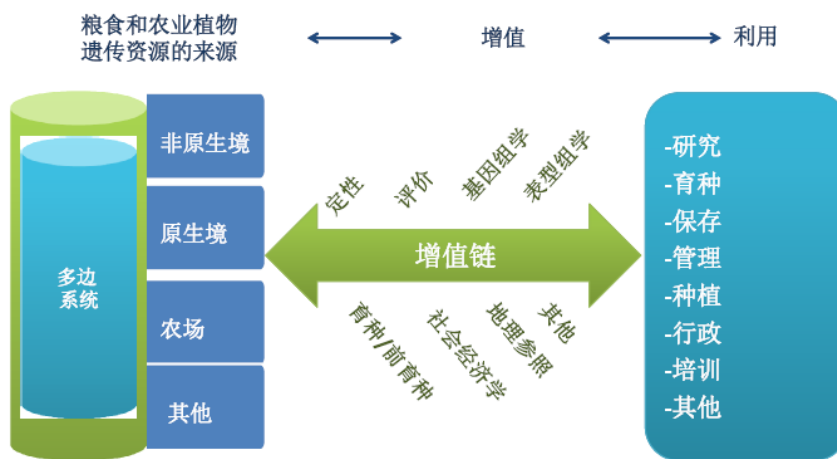 粮食和农业植物
遗传资源的来源
增值
利用
多边
系统
非原生境
原生境
农场
其他
定性
评价
基因组学
表型组学
增值链
育种/前育种
社会经济学
地理参照
其他
-研究
-育种
-保存
-管理
-种植
-行政
-培训
-其他